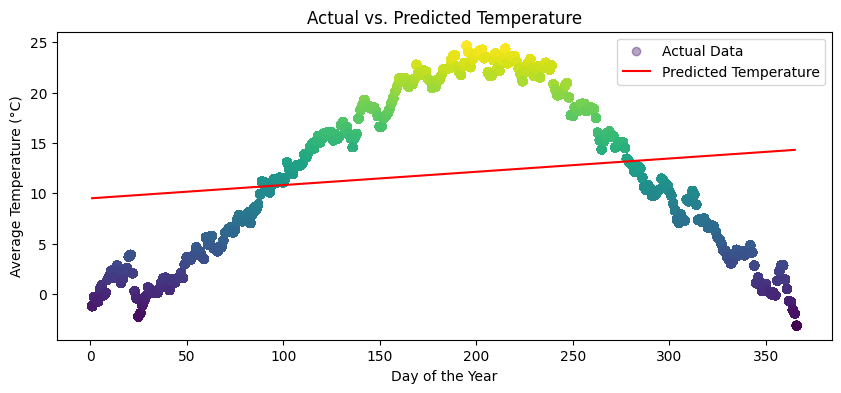 Actual vs. Predicted Temperature
Actual Data
Predicted Temperature
Average Temperature (°C)
25
20
15
10
5
0
0
50
100
150
200
250
300
350
Day of the Year